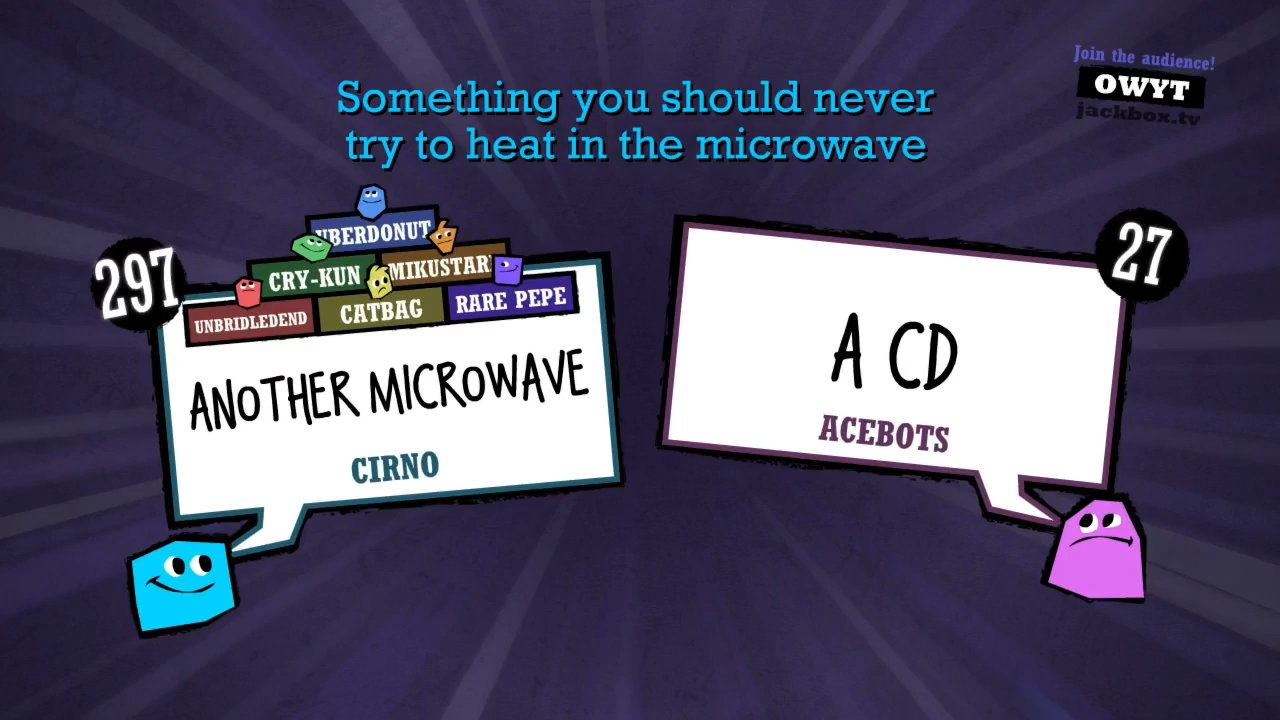 Join the audience!
OWYT
jackbox.tv
Something you should never
try to heat in the microwave
297
UBERDONUT
CRY-KUN
MIKUSTAR
UNBRIDLEDEND
CATBAG
RARE PEPE
ANOTHER MICROWAVE
CIRNO
27
A CD
ACEBOTS